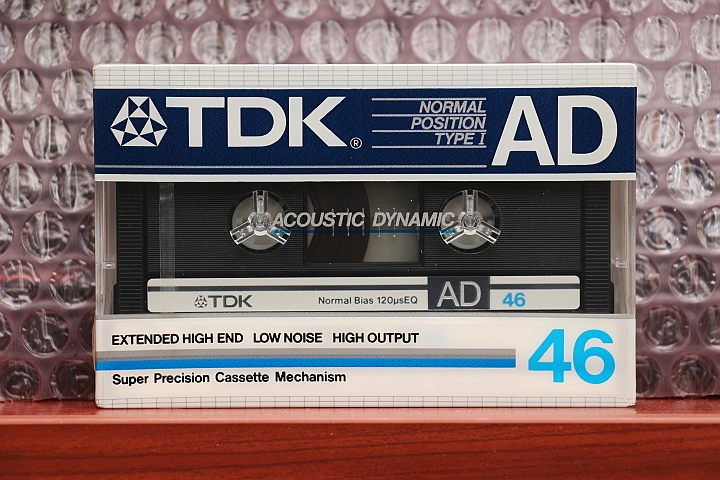 TDK®
NORMAL
POSITION
TYPE I
AD
ACOUSTIC DYNAMIC
TDK
Normal Bias 120µsEQ
AD
46
EXTENDED HIGH END LOW NOISE HIGH OUTPUT
46
Super Precision Cassette Mechanism